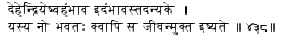 देहेन्द्रियेष्वहंभाव इदंभावस्तदन्यके ।
यस्य नो भवतः क्वापि स जीवन्मुक्त इष्यते ॥ ४३८॥